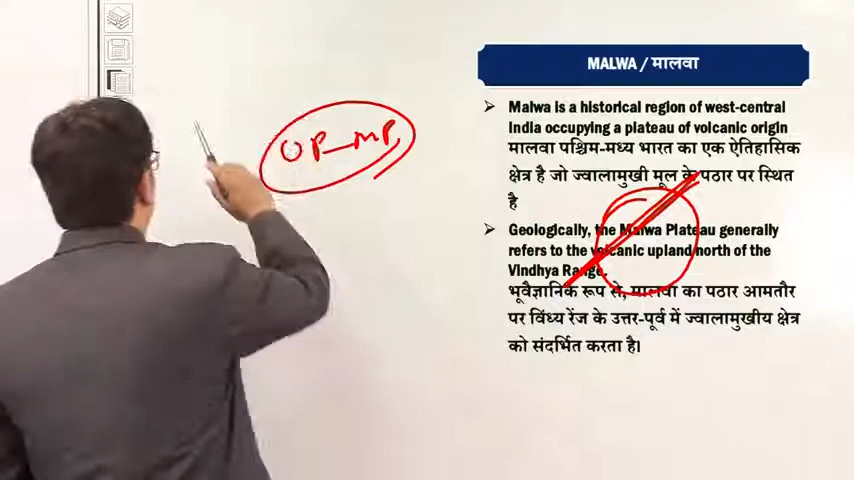 MALWA / मालवा
UP-MP
Malwa is a historical region of west-central
India occupying a plateau of volcanic origin
मालवा पश्चिम-मध्य भारत का एक ऐतिहासिक
क्षेत्र है जो ज्वालामुखी मूल के पठार पर स्थित
है
Geologically, the Malwa Plateau generally
refers to the volcanic upland north of the
Vindhya Range.
भूवैज्ञानिक रूप से, मालवा का पठार आमतौर
पर विंध्य रेंज के उत्तर-पूर्व में ज्वालामुखीय क्षेत्र
को संदर्भित करता है।